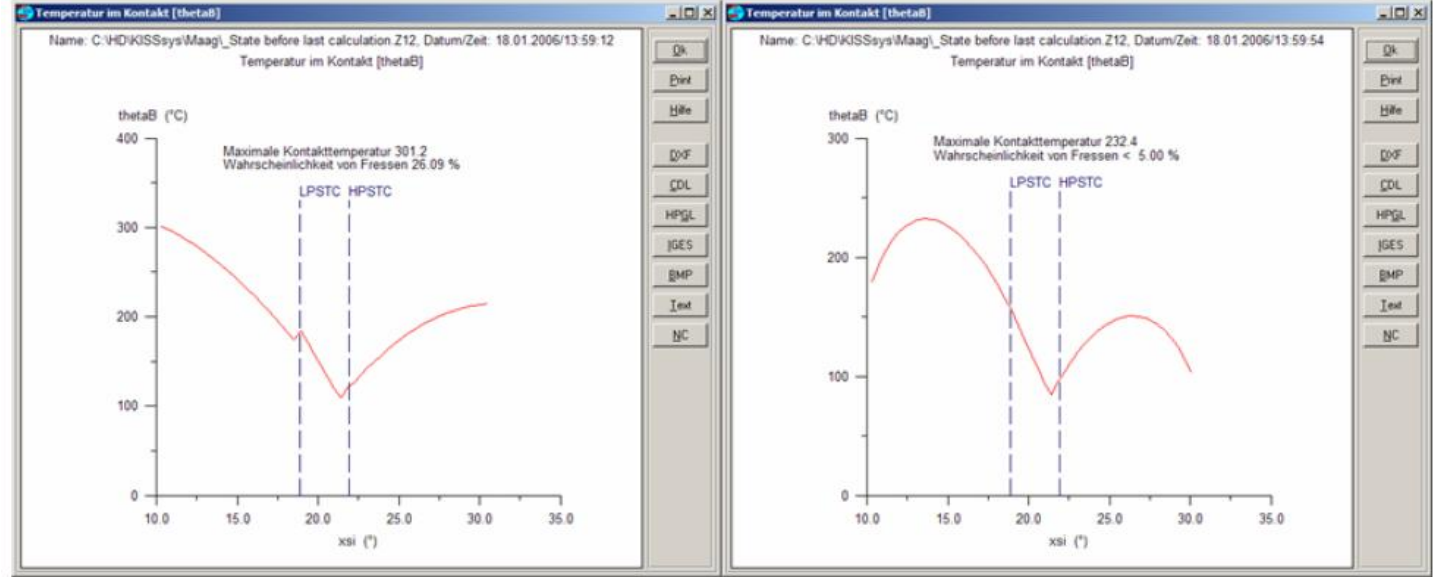 Temperatur im Kontakt [thetaB]
Name: C:\HD\KISSsys\Maag\_State before last calculation.Z12, Datum/Zeit: 18.01.2006/13:59:12
Temperatur im Kontakt [thetaB]
thetaB (°C)
400
Maximale Kontakttemperatur 301.2
Wahrscheinlichkeit von Fressen 26.09 %
LPSTC HPSTC
300
200
100
0
10.0 15.0 20.0 25.0 30.0 35.0
xsi (°)
Ok
Print
Hilfe
DXF
CDL
HPGL
IGES
BMP
Text
NC
Temperatur im Kontakt [thetaB]
Name: C:\HD\KISSsys\Maag\_State before last calculation.Z12, Datum/Zeit: 18.01.2006/13:59:54
Temperatur im Kontakt [thetaB]
thetaB (°C)
300
Maximale Kontakttemperatur 232.4
Wahrscheinlichkeit von Fressen < 5.00 %
LPSTC HPSTC
200
100
0
10.0 15.0 20.0 25.0 30.0 35.0
xsi (°)
Ok
Print
Hilfe
DXF
CDL
HPGL
IGES
BMP
Text
NC